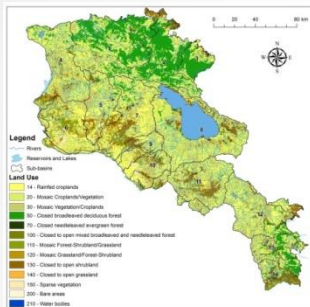 0 20 40 80 km
N
W E
S
Legend
Rivers
Reservoirs and Lakes
Sub-basins
Land Use
14 - Rainfed croplands
20 - Mosaic Croplands/Vegetation
30 - Mosaic Vegetation/Croplands
50 - Closed broadleaved deciduous forest
70 - Closed needleleaved evergreen forest
100 - Closed to open mixed broadleaved and needleleaved forest
110 - Mosaic Forest-Shrubland/Grassland
120 - Mosaic Grassland/Forest-Shrubland
130 - Closed to open shrubland
140 - Closed to open grassland
150 - Sparse vegetation
200 - Bare areas
210 - Water bodies